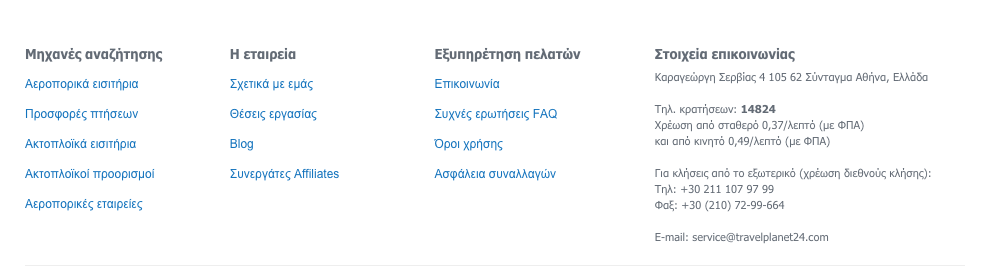 Μηχανές αναζήτησης
Αεροπορικά εισιτήρια
Προσφορές πτήσεων
Ακτοπλοϊκά εισιτήρια
Ακτοπλοϊκοί προορισμοί
Αεροπορικές εταιρείες
Η εταιρεία
Σχετικά με εμάς
Θέσεις εργασίας
Blog
Συνεργάτες Affiliates
Εξυπηρέτηση πελατών
Επικοινωνία
Συχνές ερωτήσεις FAQ
Όροι χρήσης
Ασφάλεια συναλλαγών
Στοιχεία επικοινωνίας
Καραγεώργη Σερβίας 4 105 62 Σύνταγμα Αθήνα, Ελλάδα
Τηλ. κρατήσεων: 14824
Χρέωση από σταθερό 0,37/λεπτό (με ΦΠΑ)
και από κινητό 0,49/λεπτό (με ΦΠΑ)
Για κλήσεις από το εξωτερικό (χρέωση διεθνούς κλήσης):
Τηλ: +30 211 107 97 99
Φαξ: +30 (210) 72-99-664
E-mail: service@travelplanet24.com